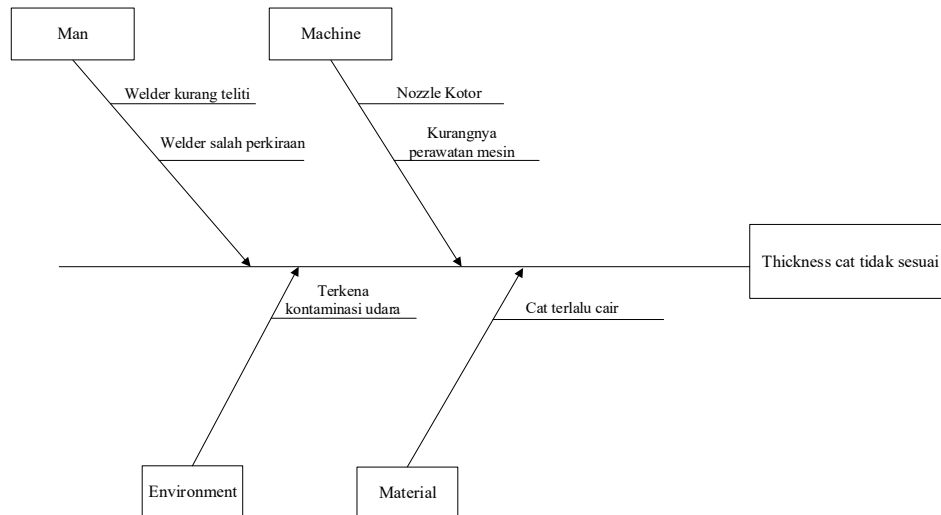 Man
Machine
Welder kurang teliti
Nozzle Kotor
Welder salah perkiraan
Kurangnya
perawatan mesin
Thickness cat tidak sesuai
Terkena
kontaminasi udara
Cat terlalu cair
Environment
Material